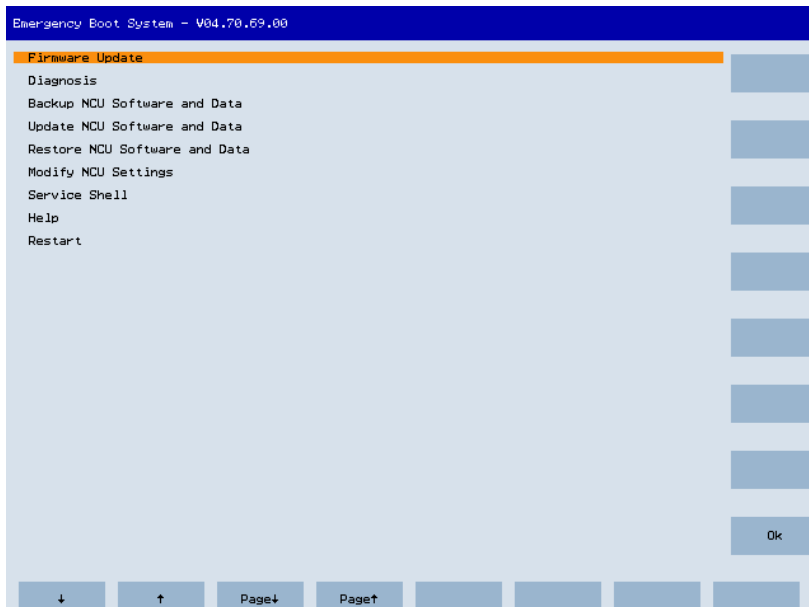 Emergency Boot System - V04.70.69.00
Firmware Update
Diagnosis
Backup NCU Software and Data
Update NCU Software and Data
Restore NCU Software and Data
Modify NCU Settings
Service Shell
Help
Restart
Ok
↓ ↑ Page↓ Page↑